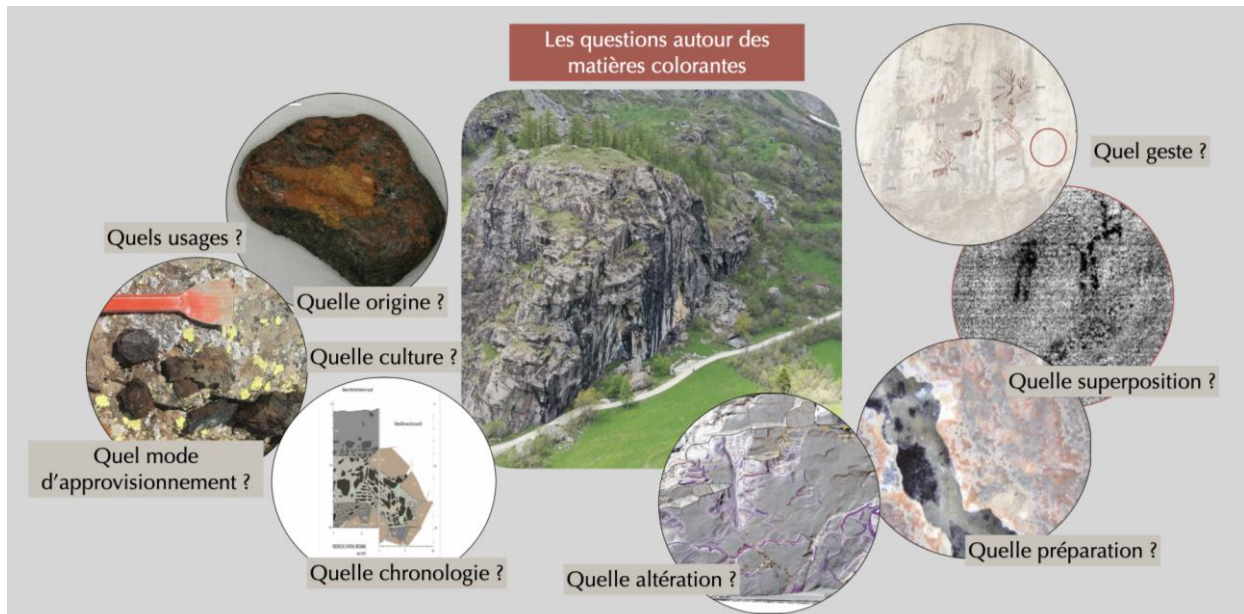 Les questions autour des
matières colorantes
Quel geste ?
Quels usages ?
Quelle origine ?
Quelle culture ?
Quelle superposition ?
Quel mode
d'approvisionnement ?
Quelle préparation ?
Quelle chronologie ?
Quelle altération ?